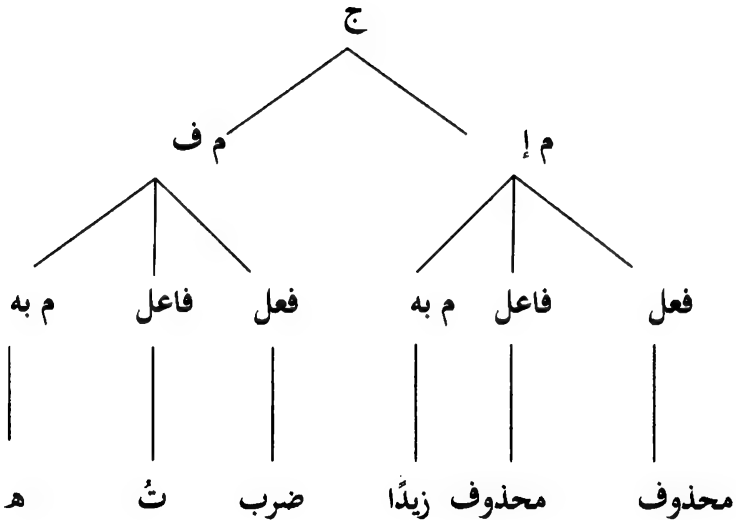 ج
م إ م ف
فعل فاعل م به فعل فاعل م به
محذوف محذوف زيدًا ضرب تُ ه